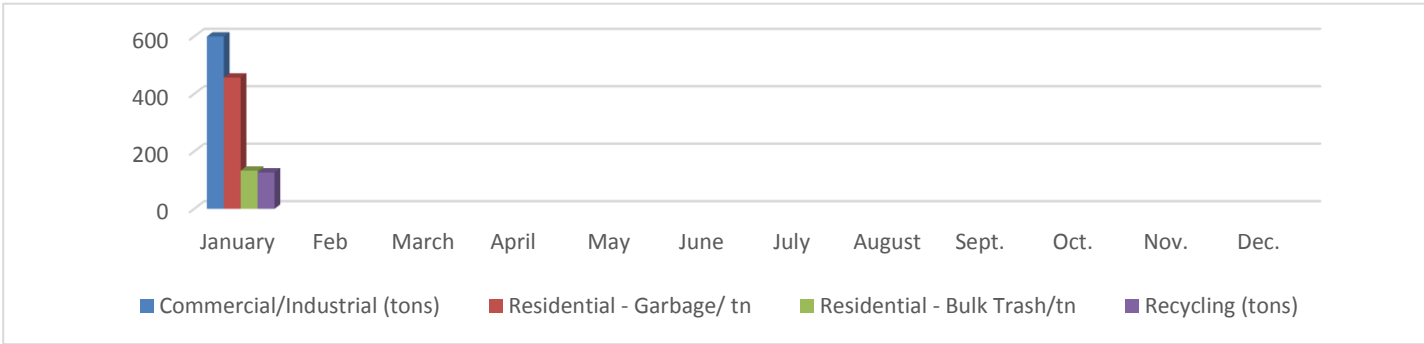 600
400
200
0
January Feb March April May June July August Sept. Oct. Nov. Dec.
Commercial/Industrial (tons) Residential - Garbage/ tn Residential - Bulk Trash/tn Recycling (tons)